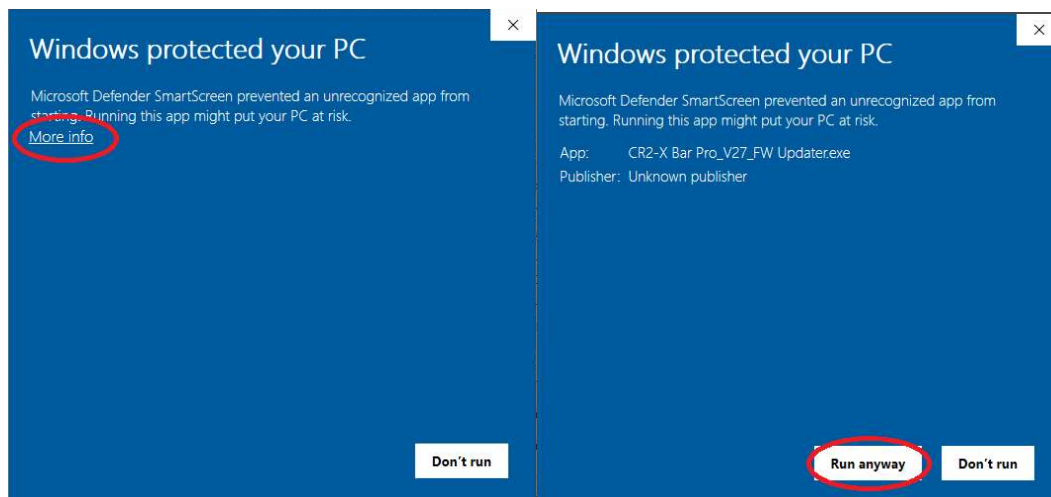 Windows protected your PC
Microsoft Defender SmartScreen prevented an unrecognized app from
starting. Running this app might put your PC at risk.
More info
Don't run
Windows protected your PC
Microsoft Defender SmartScreen prevented an unrecognized app from
starting. Running this app might put your PC at risk.
App: CR2-X Bar Pro_V27_FW Updater.exe
Publisher: Unknown publisher
Run anyway
Don't run